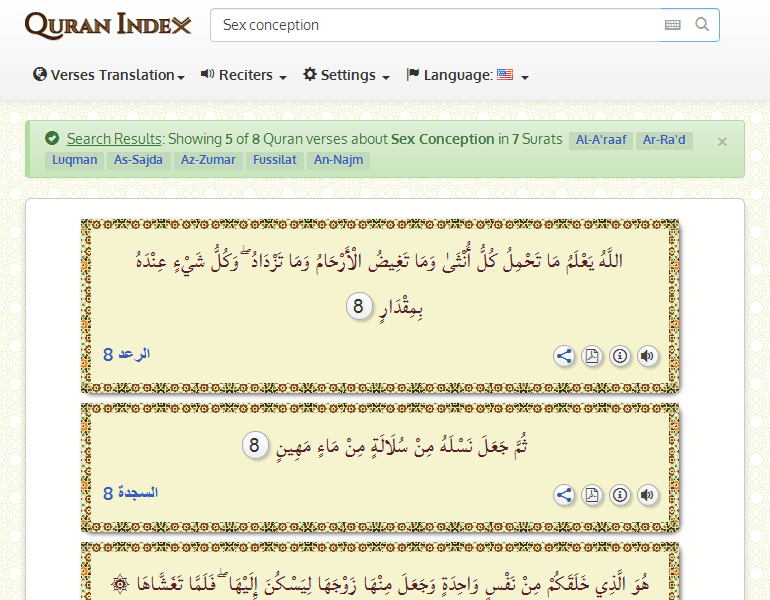 QURAN INDEX
Sex conception
Verses Translation Reciters Settings Language:
Search Results: Showing 5 of 8 Quran verses about Sex Conception in 7 Surats Al-A'raaf Ar-Ra'd ×
Luqman As-Sajda Az-Zumar Fussilat An-Najm
اللَّهُ يَعْلَمُ مَا تَحْمِلُ كُلُّ أُنْثَىٰ وَمَا تَغِيضُ الْأَرْحَامُ وَمَا تَزْدَادُ ۖ وَكُلُّ شَيْءٍ عِنْدَهُ
بِمِقْدَارٍ 8
الرعد 8
ثُمَّ جَعَلَ نَسْلَهُ مِنْ سُلَالَةٍ مِنْ مَاءٍ مَهِينٍ 8
السجدة 8
هُوَ الَّذِي خَلَقَكُمْ مِنْ نَفْسٍ وَاحِدَةٍ وَجَعَلَ مِنْهَا زَوْجَهَا لِيَسْكُنَ إِلَيْهَا ۖ فَلَمَّا تَغَشَّاهَا ۞